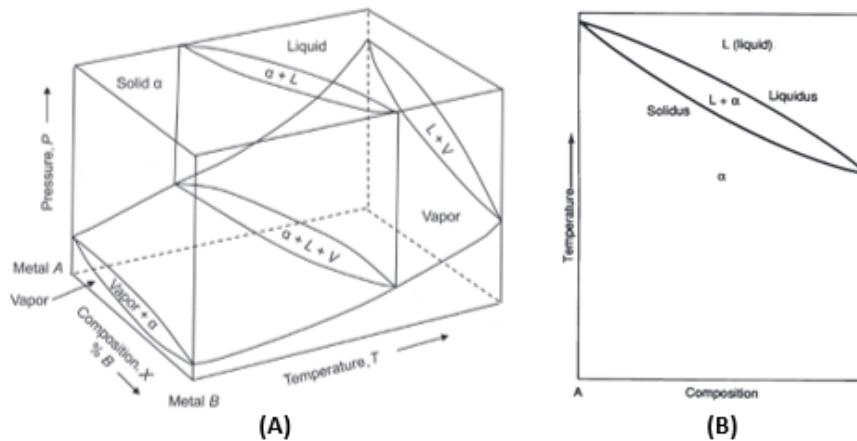 Liquid
Solid α
α + L
Pressure, P
L + V
Vapor
α + L + V
Metal A
Vapor
Vapor + α
Composition, X
% B
Temperature, T
Metal B
(A)
L (liquid)
Liquidus
L + α
Solidus
α
Temperature
A
Composition
(B)